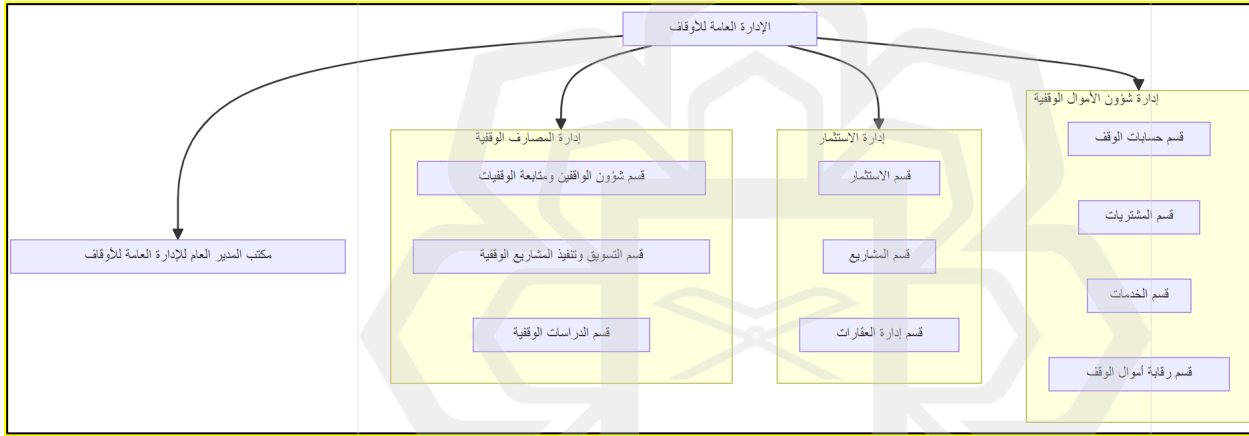 الإدارة العامة للأوقاف
إدارة شؤون الأموال الوقفية
قسم حسابات الوقف
قسم المشتريات
قسم الخدمات
قسم رقابة أموال الوقف
إدارة الاستثمار
قسم الاستثمار
قسم المشاريع
قسم إدارة العقارات
إدارة المصارف الوقفية
قسم شؤون الواقفين ومتابعة الوقفيات
قسم التسويق وتنفيذ المشاريع الوقفية
قسم الدراسات الوقفية
مكتب المدير العام للإدارة العامة للأوقاف